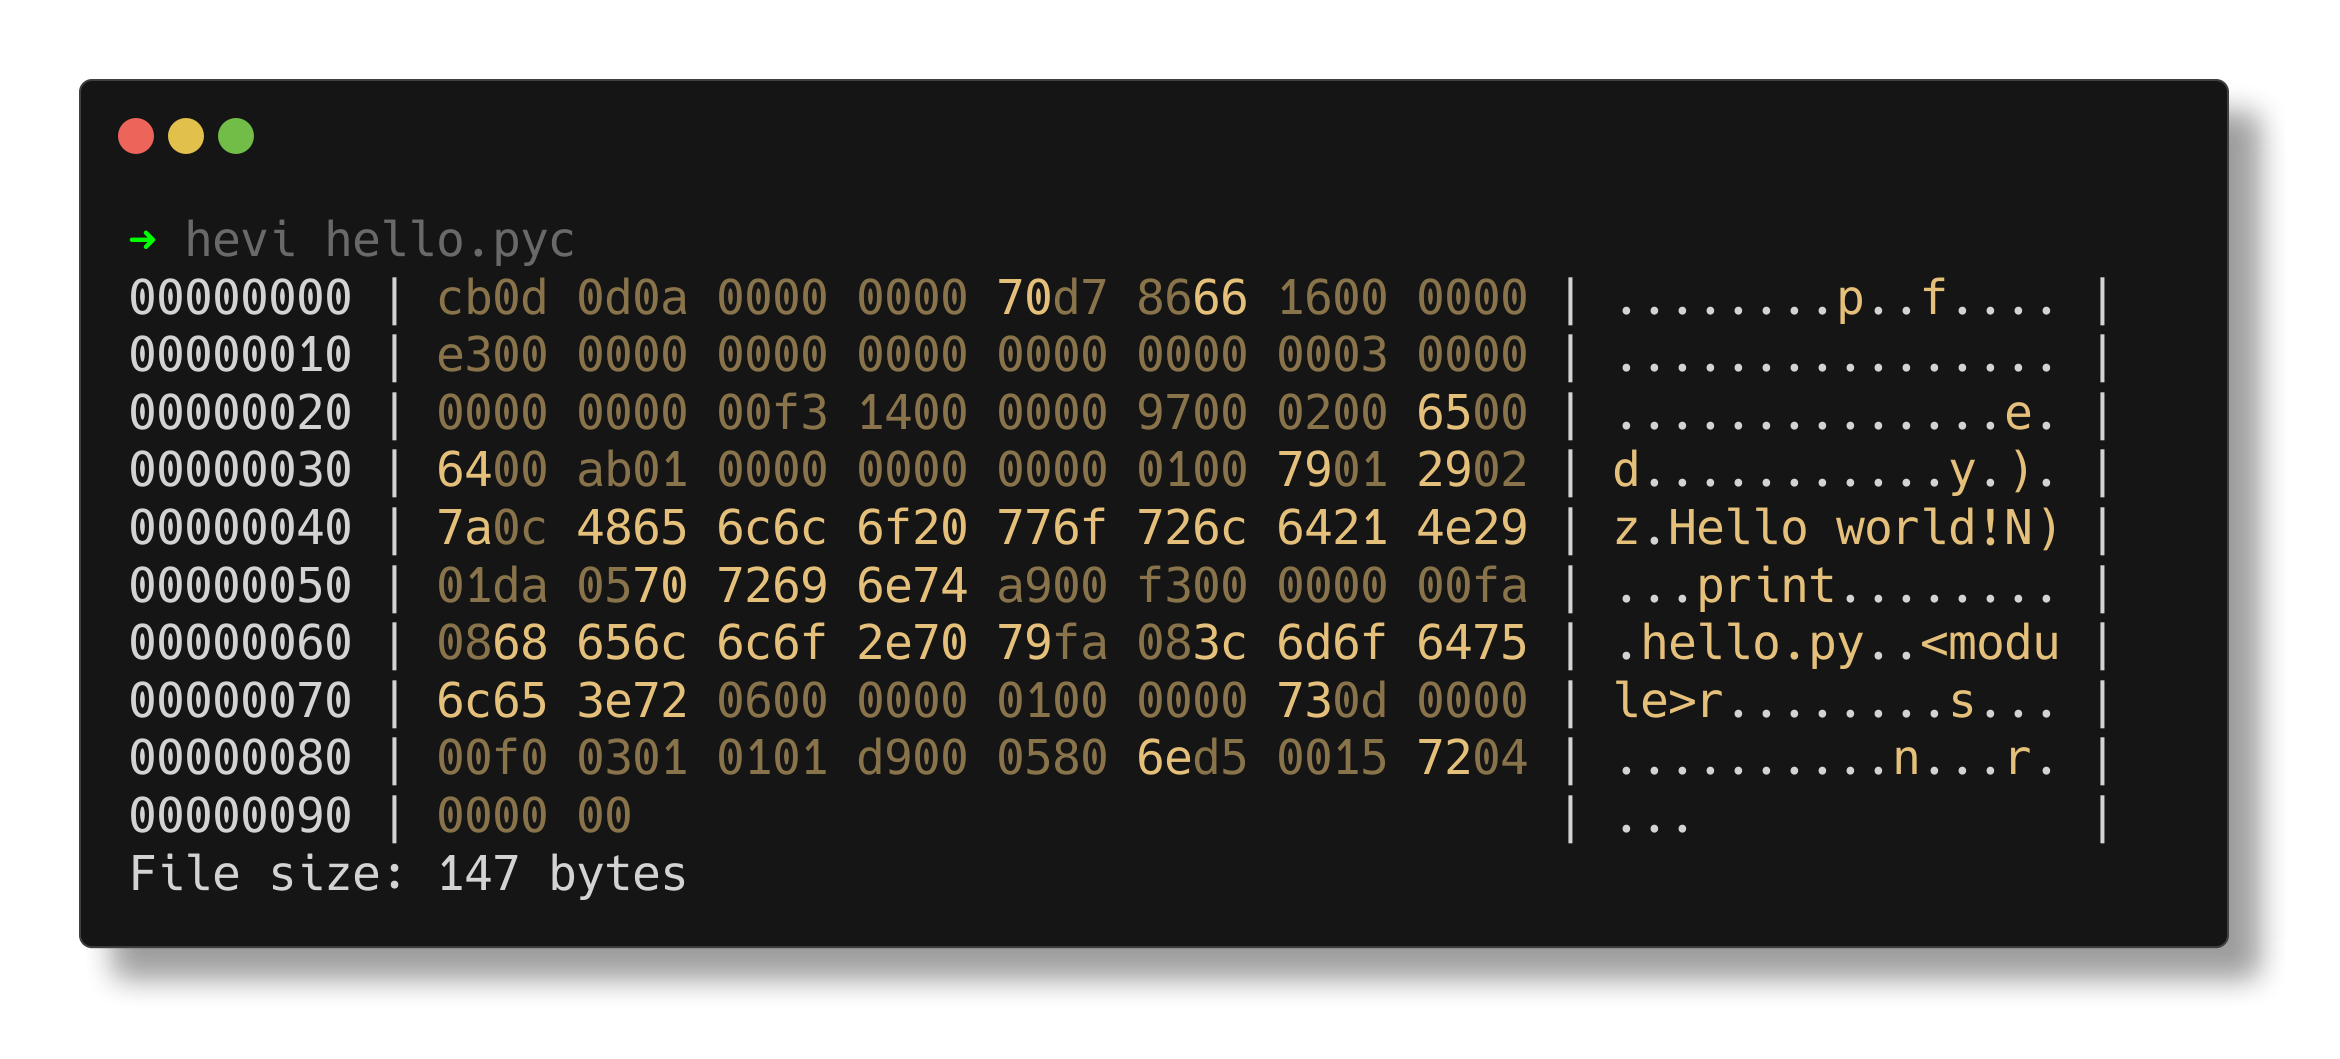 ➜ hevi hello.pyc
00000000 | cb0d 0d0a 0000 0000 70d7 8666 1600 0000 | ........p..f.... |
00000010 | e300 0000 0000 0000 0000 0000 0003 0000 | ................ |
00000020 | 0000 0000 00f3 1400 0000 9700 0200 6500 | ..............e. |
00000030 | 6400 ab01 0000 0000 0000 0100 7901 2902 | d...........y.). |
00000040 | 7a0c 4865 6c6c 6f20 776f 726c 6421 4e29 | z.Hello world!N) |
00000050 | 01da 0570 7269 6e74 a900 f300 0000 00fa | ...print........ |
00000060 | 0868 656c 6c6f 2e70 79fa 083c 6d6f 6475 | .hello.py..<modu |
00000070 | 6c65 3e72 0600 0000 0100 0000 730d 0000 | le>r........s... |
00000080 | 00f0 0301 0101 d900 0580 6ed5 0015 7204 | ..........n...r. |
00000090 | 0000 00                                 | ...              |
File size: 147 bytes